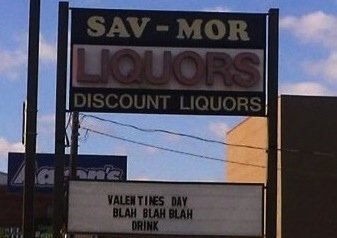 SAV-MOR
LIQUORS
DISCOUNT LIQUORS
Aaron's
VALENTINES DAY
BLAH BLAH BLAH
DRINK